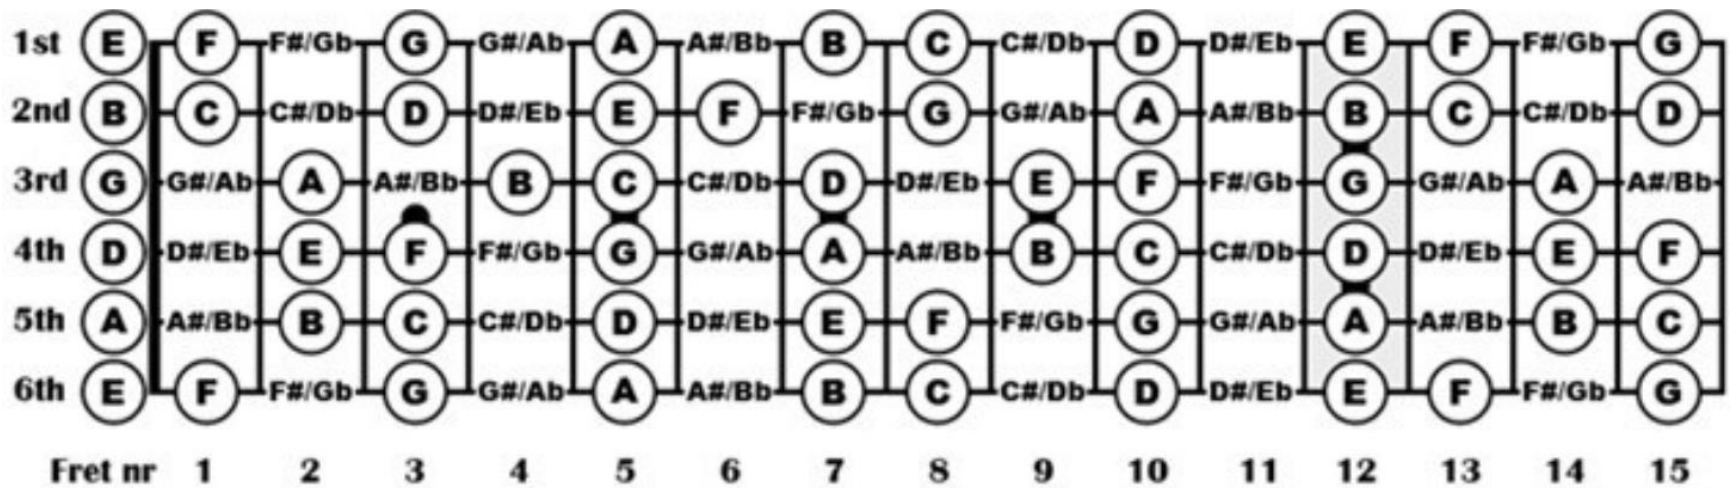 1st E F F#/Gb G G#/Ab A A#/Bb B C C#/Db D D#/Eb E F F#/Gb G
2nd B C C#/Db D D#/Eb E F F#/Gb G G#/Ab A A#/Bb B C C#/Db D
3rd G G#/Ab A A#/Bb B C C#/Db D D#/Eb E F F#/Gb G G#/Ab A A#/Bb
4th D D#/Eb E F F#/Gb G G#/Ab A A#/Bb B C C#/Db D D#/Eb E F
5th A A#/Bb B C C#/Db D D#/Eb E F F#/Gb G G#/Ab A A#/Bb B C
6th E F F#/Gb G G#/Ab A A#/Bb B C C#/Db D D#/Eb E F F#/Gb G
Fret nr 1 2 3 4 5 6 7 8 9 10 11 12 13 14 15